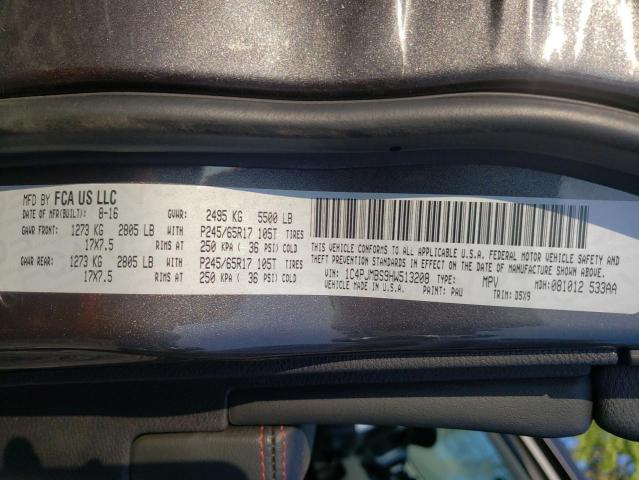 MFD BY FCA US LLC
DATE OF MFR(BUILT): 8-16 GVWR: 2495 KG 5500 LB
GAWR FRONT: 1273 KG 2805 LB P245/65R17 105T TIRES
17X7.5 RIMS AT 250 KPA ( 36 PSI) COLD
GAWR REAR: 1273 KG 2805 LB P245/65R17 105T TIRES
17X7.5 RIMS AT 250 KPA ( 36 PSI) COLD
THIS VEHICLE CONFORMS TO ALL APPLICABLE U.S.A. FEDERAL MOTOR VEHICLE SAFETY AND
THEFT PREVENTION STANDARDS IN EFFECT ON THE DATE OF MANUFACTURE SHOWN ABOVE.
VIN: 1C4PJMBS9HW513208 TYPE: MPV MDH: 081012 533AA
VEHICLE MADE IN U.S.A. PAINT: PAU TRIM: D5X9